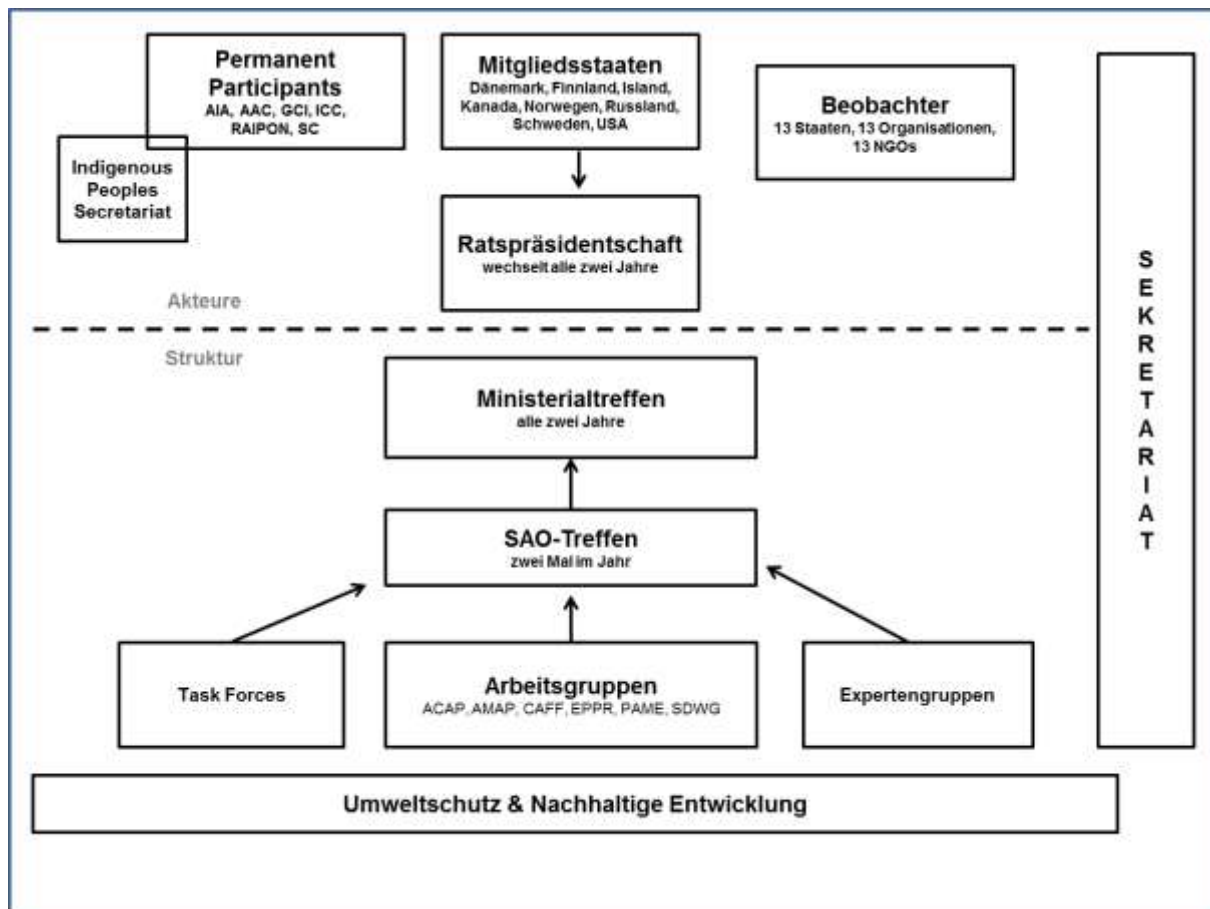 Permanent
Participants
AIA, AAC, GCI, ICC,
RAIPON, SC
Indigenous
Peoples
Secretariat
Mitgliedsstaaten
Dänemark, Finnland, Island,
Kanada, Norwegen, Russland,
Schweden, USA
Beobachter
13 Staaten, 13 Organisationen,
13 NGOs
Ratspräsidentschaft
wechselt alle zwei Jahre
Akteure
Struktur
Ministerialtreffen
alle zwei Jahre
SAO-Treffen
zwei Mal im Jahr
Task Forces
Arbeitsgruppen
ACAP, AMAP, CAFF, EPPR, PAME, SDWG
Expertengruppen
Umweltschutz & Nachhaltige Entwicklung
SEKRETARIAT